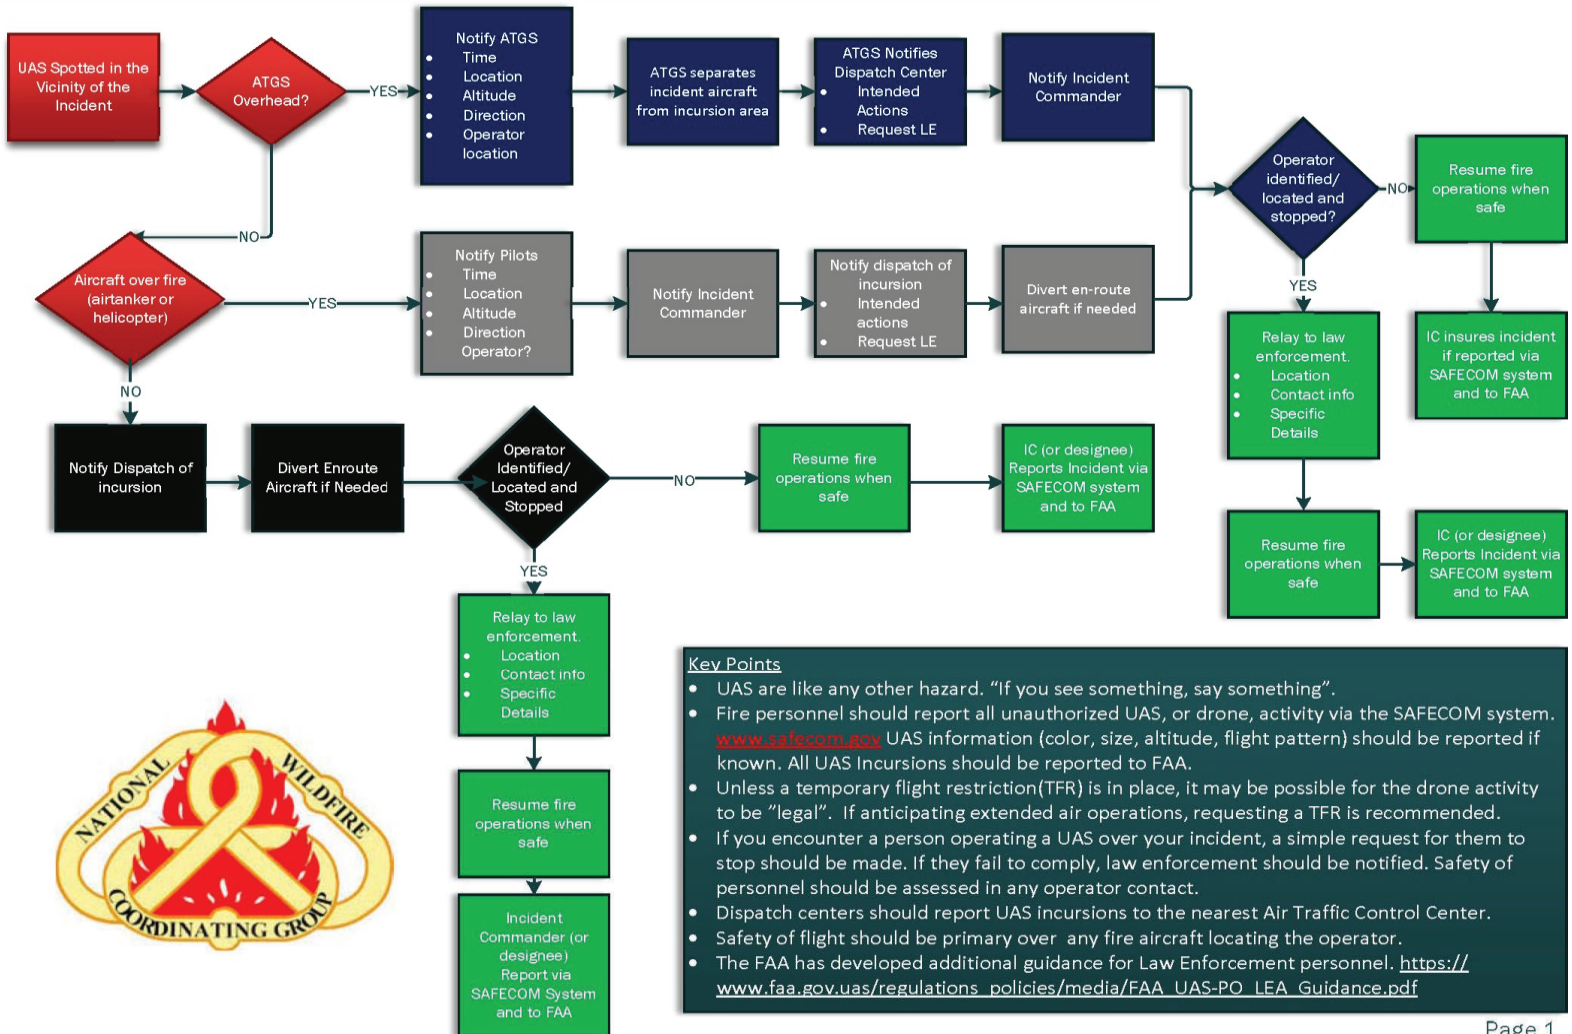 UAS Spotted in the
Vicinity of the
Incident
ATGS
Overhead?
YES
Notify ATGS
• Time
• Location
• Altitude
• Direction
• Operator
location
ATGS separates
incident aircraft
from incursion area
ATGS Notifies
Dispatch Center
• Intended
Actions
• Request LE
Notify Incident
Commander
Operator
identified/
located and
stopped?
NO
Resume fire
operations when
safe
NO
Aircraft over fire
(airtanker or
helicopter)
YES
Notify Pilots
• Time
• Location
• Altitude
• Direction
Operator?
Notify Incident
Commander
Notify dispatch of
incursion
• Intended
actions
• Request LE
Divert en-route
aircraft if needed
YES
Relay to law
enforcement.
• Location
• Contact info
• Specific
Details
IC insures incident
if reported via
SAFECOM system
and to FAA
NO
Notify Dispatch of
incursion
Divert Enroute
Aircraft if Needed
Operator
Identified/
Located and
Stopped
NO
Resume fire
operations when
safe
IC (or designee)
Reports Incident via
SAFECOM system
and to FAA
Resume fire
operations when
safe
IC (or designee)
Reports Incident via
SAFECOM system
and to FAA
YES
Relay to law
enforcement.
• Location
• Contact info
• Specific
Details
Resume fire
operations when
safe
Incident
Commander (or
designee)
Report via
SAFECOM System
and to FAA
NATIONAL
WILDFIRE
COORDINATING GROUP
Key Points
• UAS are like any other hazard. “If you see something, say something”.
• Fire personnel should report all unauthorized UAS, or drone, activity via the SAFECOM system.
www.safecom.gov UAS information (color, size, altitude, flight pattern) should be reported if
known. All UAS Incursions should be reported to FAA.
• Unless a temporary flight restriction(TFR) is in place, it may be possible for the drone activity
to be ”legal”. If anticipating extended air operations, requesting a TFR is recommended.
• If you encounter a person operating a UAS over your incident, a simple request for them to
stop should be made. If they fail to comply, law enforcement should be notified. Safety of
personnel should be assessed in any operator contact.
• Dispatch centers should report UAS incursions to the nearest Air Traffic Control Center.
• Safety of flight should be primary over any fire aircraft locating the operator.
• The FAA has developed additional guidance for Law Enforcement personnel. https://
www.faa.gov.uas/regulations_policies/media/FAA_UAS-PO_LEA_Guidance.pdf
Page 1